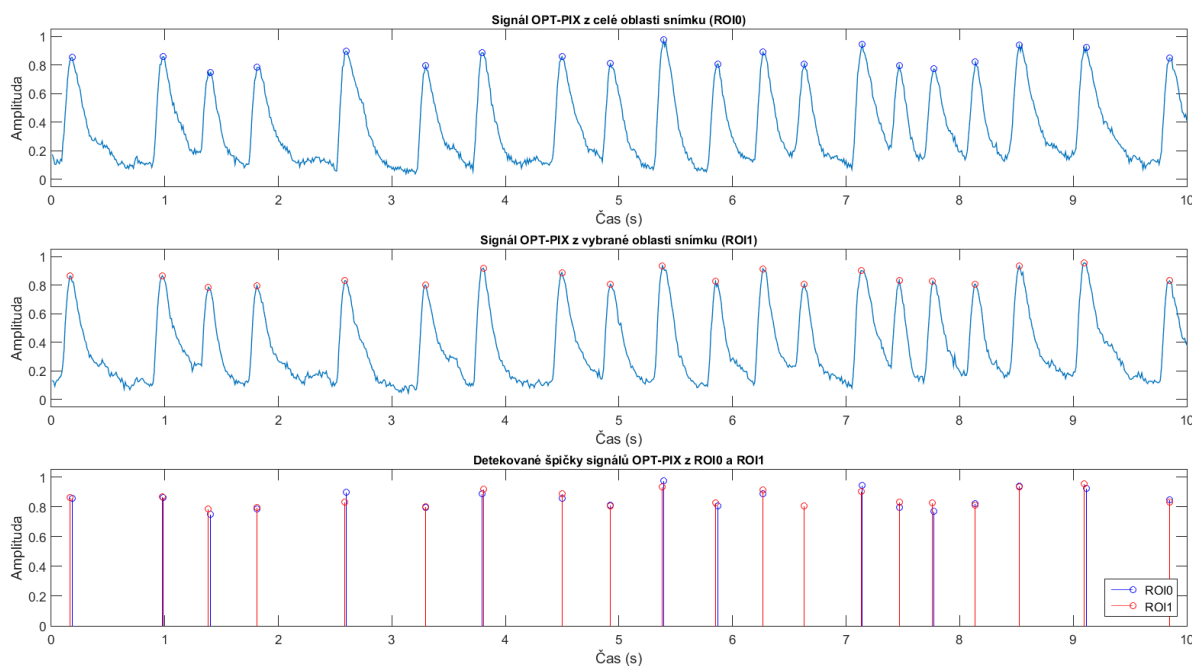 Signál OPT-PIX z celé oblasti snímku (ROI0)
Amplituda
1
0.8
0.6
0.4
0.2
0
0 1 2 3 4 5 6 7 8 9 10
Čas (s)
Signál OPT-PIX z vybrané oblasti snímku (ROI1)
Amplituda
1
0.8
0.6
0.4
0.2
0
0 1 2 3 4 5 6 7 8 9 10
Čas (s)
Detekované špičky signálů OPT-PIX z ROI0 a ROI1
Amplituda
1
0.8
0.6
0.4
0.2
0
ROI0
ROI1
0 1 2 3 4 5 6 7 8 9 10
Čas (s)